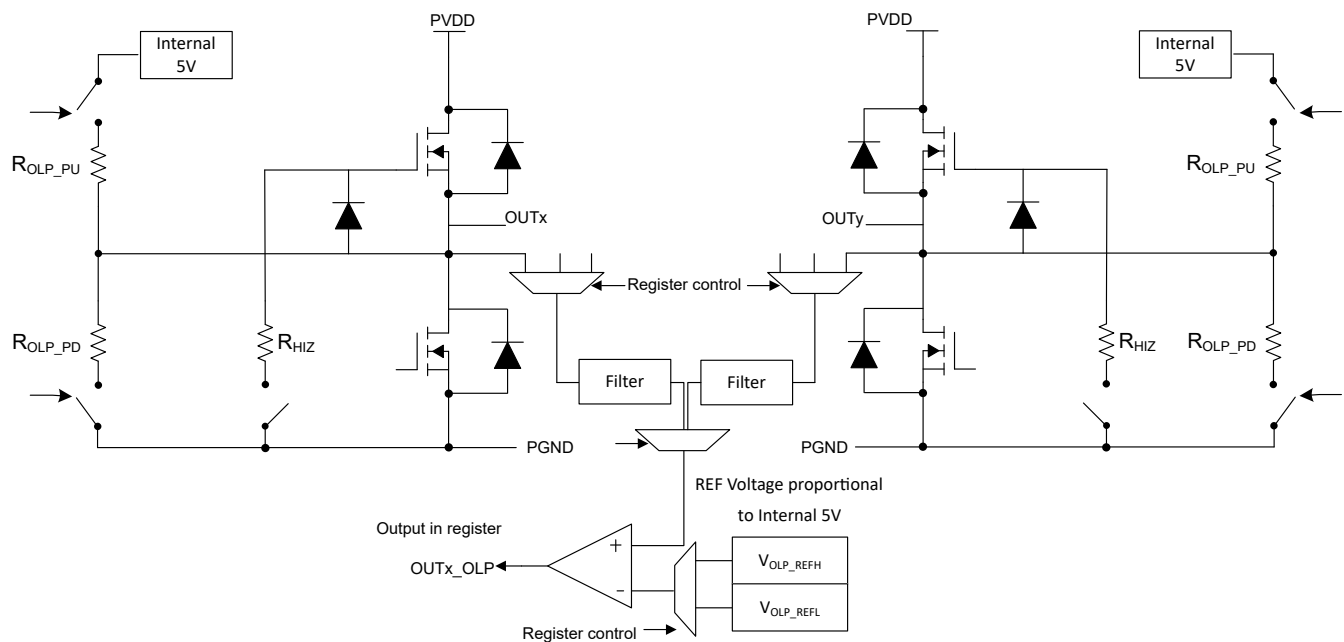 PVDD
PVDD
Internal
5V
Internal
5V
R_OLP_PU
R_OLP_PU
OUTx
OUTy
Register control
R_OLP_PD
R_HIZ
R_HIZ
R_OLP_PD
Filter
Filter
PGND
PGND
REF Voltage proportional
to Internal 5V
Output in register
+
V_OLP_REFH
OUTx_OLP
-
V_OLP_REFL
Register control